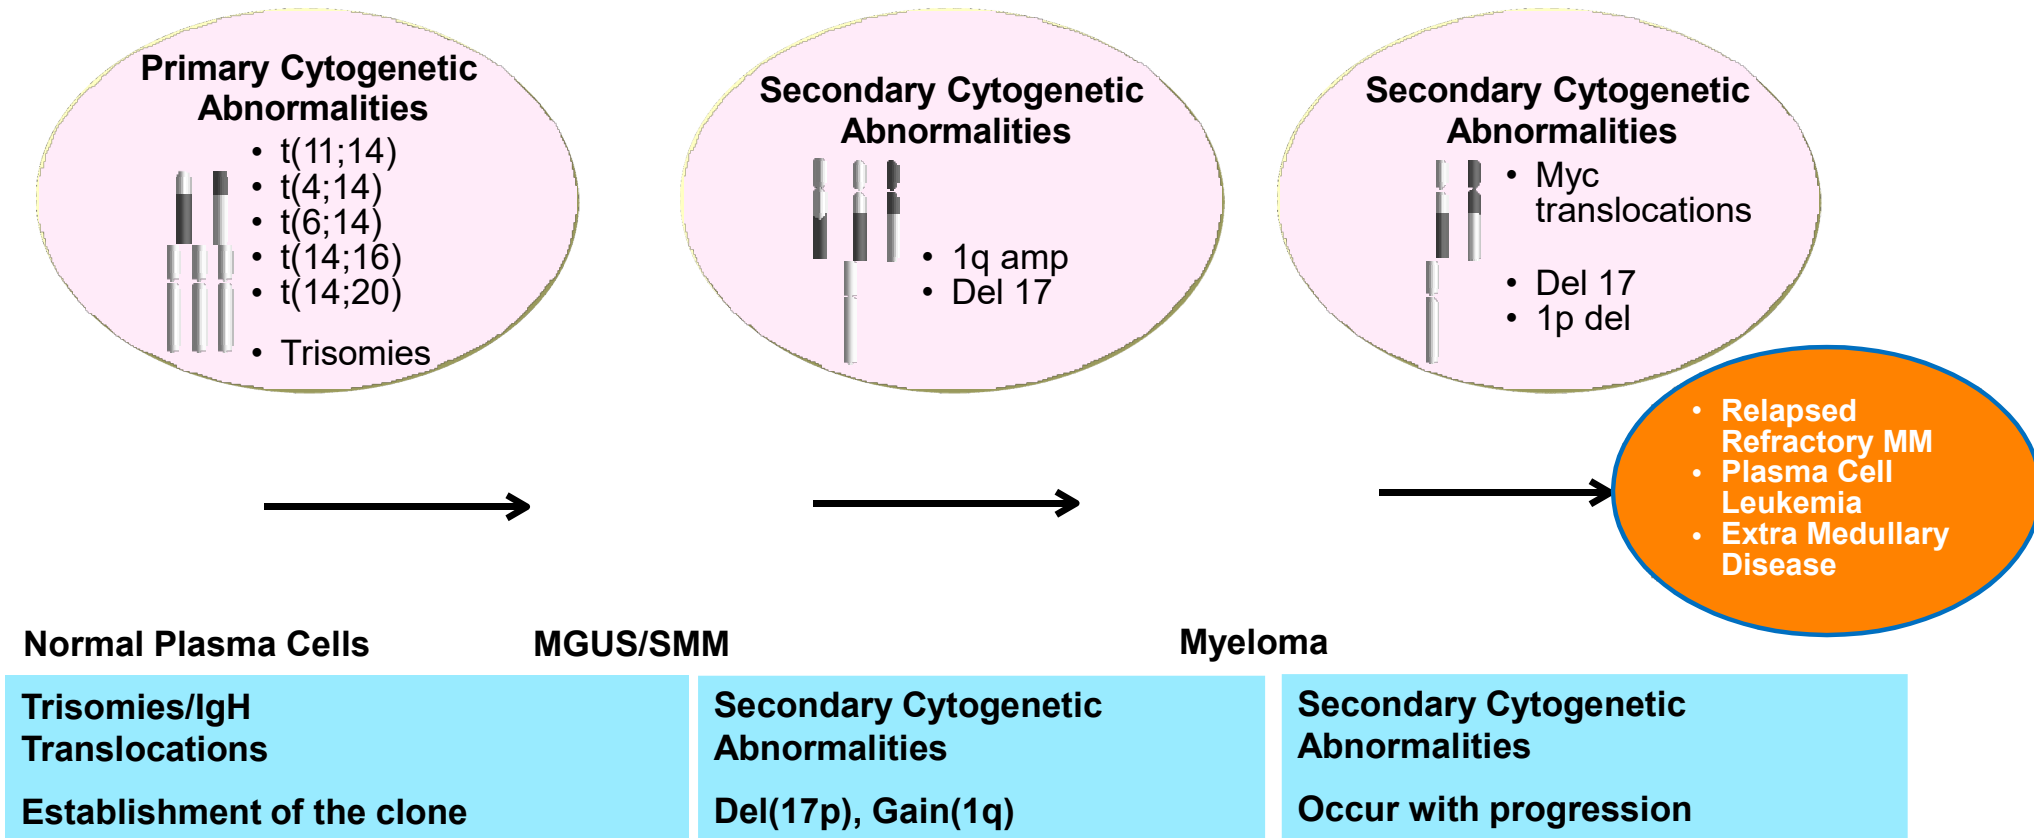 Primary Cytogenetic
Abnormalities
• t(11;14)
• t(4;14)
• t(6;14)
• t(14;16)
• t(14;20)
• Trisomies
Secondary Cytogenetic
Abnormalities
• 1q amp
• Del 17
Secondary Cytogenetic
Abnormalities
• Myc
translocations
• Del 17
• 1p del
• Relapsed
Refractory MM
• Plasma Cell
Leukemia
• Extra Medullary
Disease
Normal Plasma Cells
MGUS/SMM
Myeloma
Trisomies/IgH
Translocations
Establishment of the clone
Secondary Cytogenetic
Abnormalities
Del(17p), Gain(1q)
Secondary Cytogenetic
Abnormalities
Occur with progression